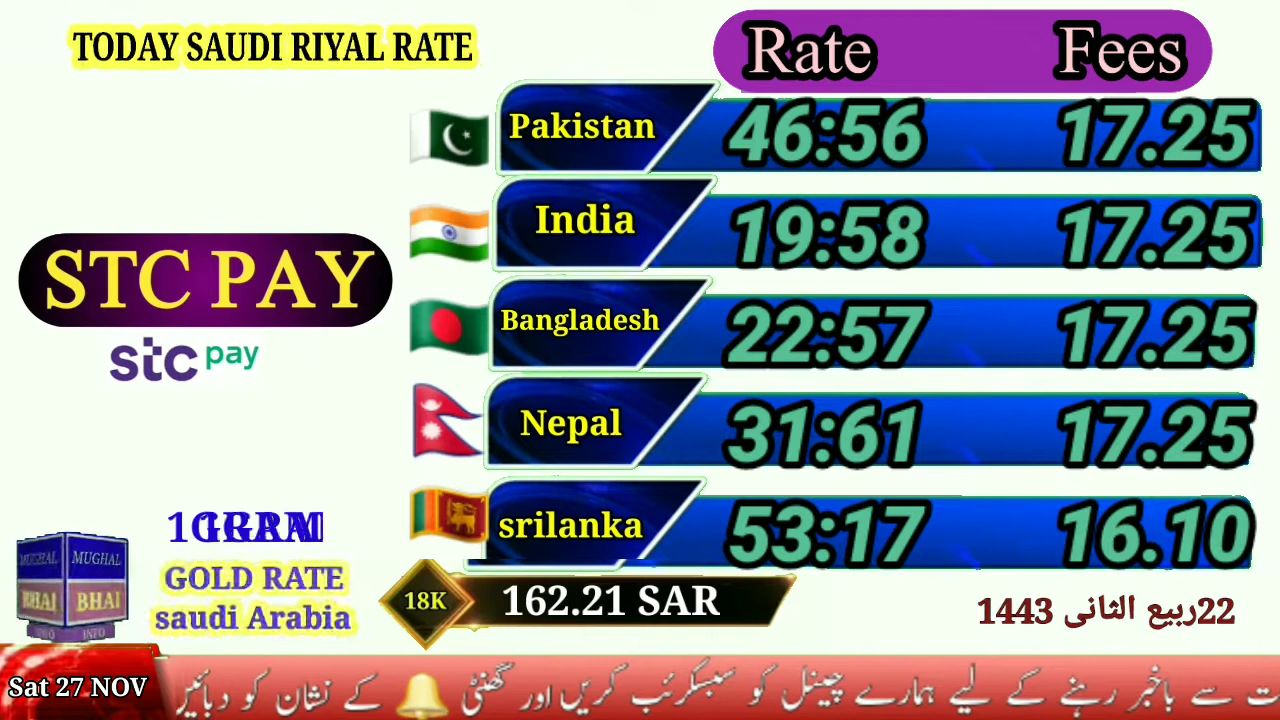 TODAY SAUDI RIYAL RATE
Rate Fees
Pakistan 46:56 17.25
India 19:58 17.25
Bangladesh 22:57 17.25
Nepal 31:61 17.25
srilanka 53:17 16.10
STC PAY
stc pay
GOLD RATE
saudi Arabia
18K 162.21 SAR
22ربیع الثانی 1443
MUGHAL MUGHAL
BHAI BHAI
INFO
Sat 27 NOV
سے باخبر رہنے کے لیے ہمارے چینل کو سبسکرئب کریں اور گھنٹی 🔔 کے نشان کو دبائیں